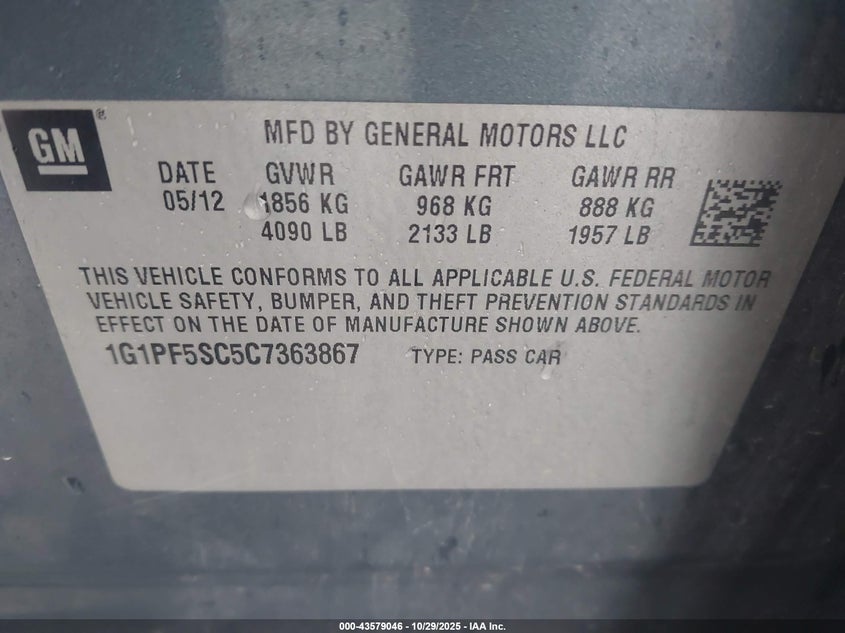 GM®
MFD BY GENERAL MOTORS LLC
DATE GVWR GAWR FRT GAWR RR
05/12 1856 KG 968 KG 888 KG
4090 LB 2133 LB 1957 LB
THIS VEHICLE CONFORMS TO ALL APPLICABLE U.S. FEDERAL MOTOR
VEHICLE SAFETY, BUMPER, AND THEFT PREVENTION STANDARDS IN
EFFECT ON THE DATE OF MANUFACTURE SHOWN ABOVE.
1G1PF5SC5C7363867 TYPE: PASS CAR
000-43579046 - 10/29/2025 - IAA Inc.